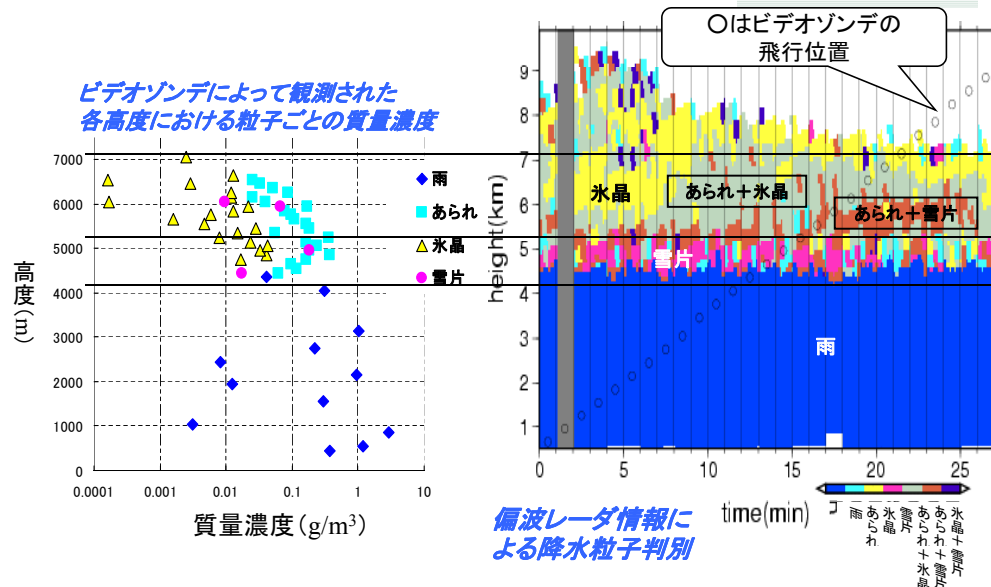 ビデオゾンデによって観測された
各高度における粒子ごとの質量濃度
高度(m)
7000
6000
5000
4000
3000
2000
1000
0
0.0001
0.001
0.01
0.1
1
10
質量濃度(g/m³)
雨
あられ
氷晶
雪片
〇はビデオゾンデの
飛行位置
height(km)
9
8
7
6
5
4
3
2
1
氷晶
あられ+氷晶
あられ+雪片
雪片
雨
0
5
10
15
20
25
time(min)
偏波レーダ情報に
よる降水粒子判別
雨
あられ
氷晶
雪片
あられ+氷晶
あられ+雪片
氷晶+雪片